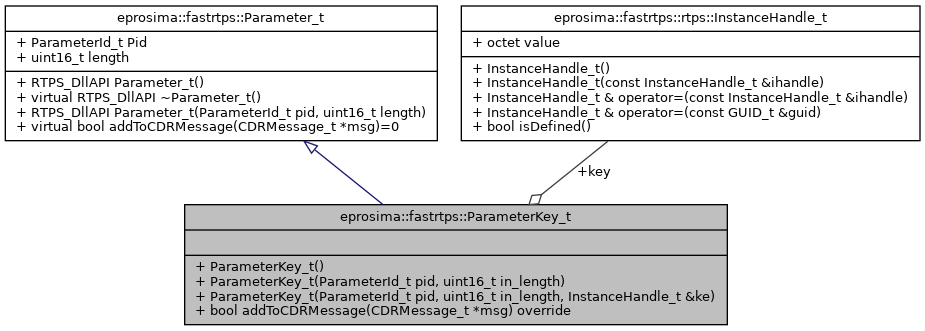 eprosima::fastrtps::Parameter_t
+ ParameterId_t Pid
+ uint16_t length
+ RTPS_DllAPI Parameter_t()
+ virtual RTPS_DllAPI ~Parameter_t()
+ RTPS_DllAPI Parameter_t(ParameterId_t pid, uint16_t length)
+ virtual bool addToCDRMessage(CDRMessage_t *msg)=0
eprosima::fastrtps::rtps::InstanceHandle_t
+ octet value
+ InstanceHandle_t()
+ InstanceHandle_t(const InstanceHandle_t &ihandle)
+ InstanceHandle_t & operator=(const InstanceHandle_t &ihandle)
+ InstanceHandle_t & operator=(const GUID_t &guid)
+ bool isDefined()
+key
eprosima::fastrtps::ParameterKey_t
+ ParameterKey_t()
+ ParameterKey_t(ParameterId_t pid, uint16_t in_length)
+ ParameterKey_t(ParameterId_t pid, uint16_t in_length, InstanceHandle_t &ke)
+ bool addToCDRMessage(CDRMessage_t *msg) override